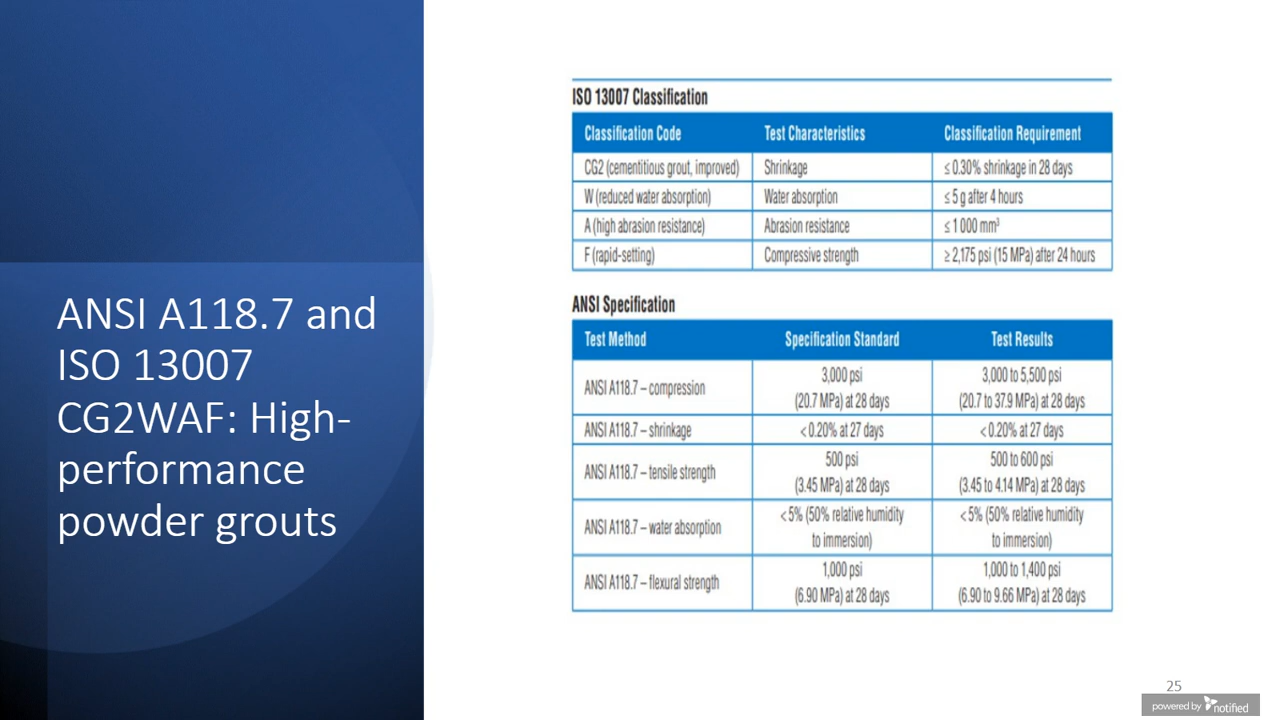 ANSI A118.7 and
ISO 13007
CG2WAF: High-
performance
powder grouts
ISO 13007 Classification
Classification Code Test Characteristics Classification Requirement
CG2 (cementitious grout, improved) Shrinkage ≤ 0.30% shrinkage in 28 days
W (reduced water absorption) Water absorption ≤ 5 g after 4 hours
A (high abrasion resistance) Abrasion resistance ≤ 1 000 mm³
F (rapid-setting) Compressive strength ≥ 2,175 psi (15 MPa) after 24 hours
ANSI Specification
Test Method Specification Standard Test Results
ANSI A118.7 – compression 3,000 psi 3,000 to 5,500 psi
(20.7 MPa) at 28 days (20.7 to 37.9 MPa) at 28 days
ANSI A118.7 – shrinkage < 0.20% at 27 days < 0.20% at 27 days
ANSI A118.7 – tensile strength 500 psi 500 to 600 psi
(3.45 MPa) at 28 days (3.45 to 4.14 MPa) at 28 days
ANSI A118.7 – water absorption < 5% (50% relative humidity < 5% (50% relative humidity
to immersion) to immersion)
ANSI A118.7 – flexural strength 1,000 psi 1,000 to 1,400 psi
(6.90 MPa) at 28 days (6.90 to 9.66 MPa) at 28 days
25
powered by notified